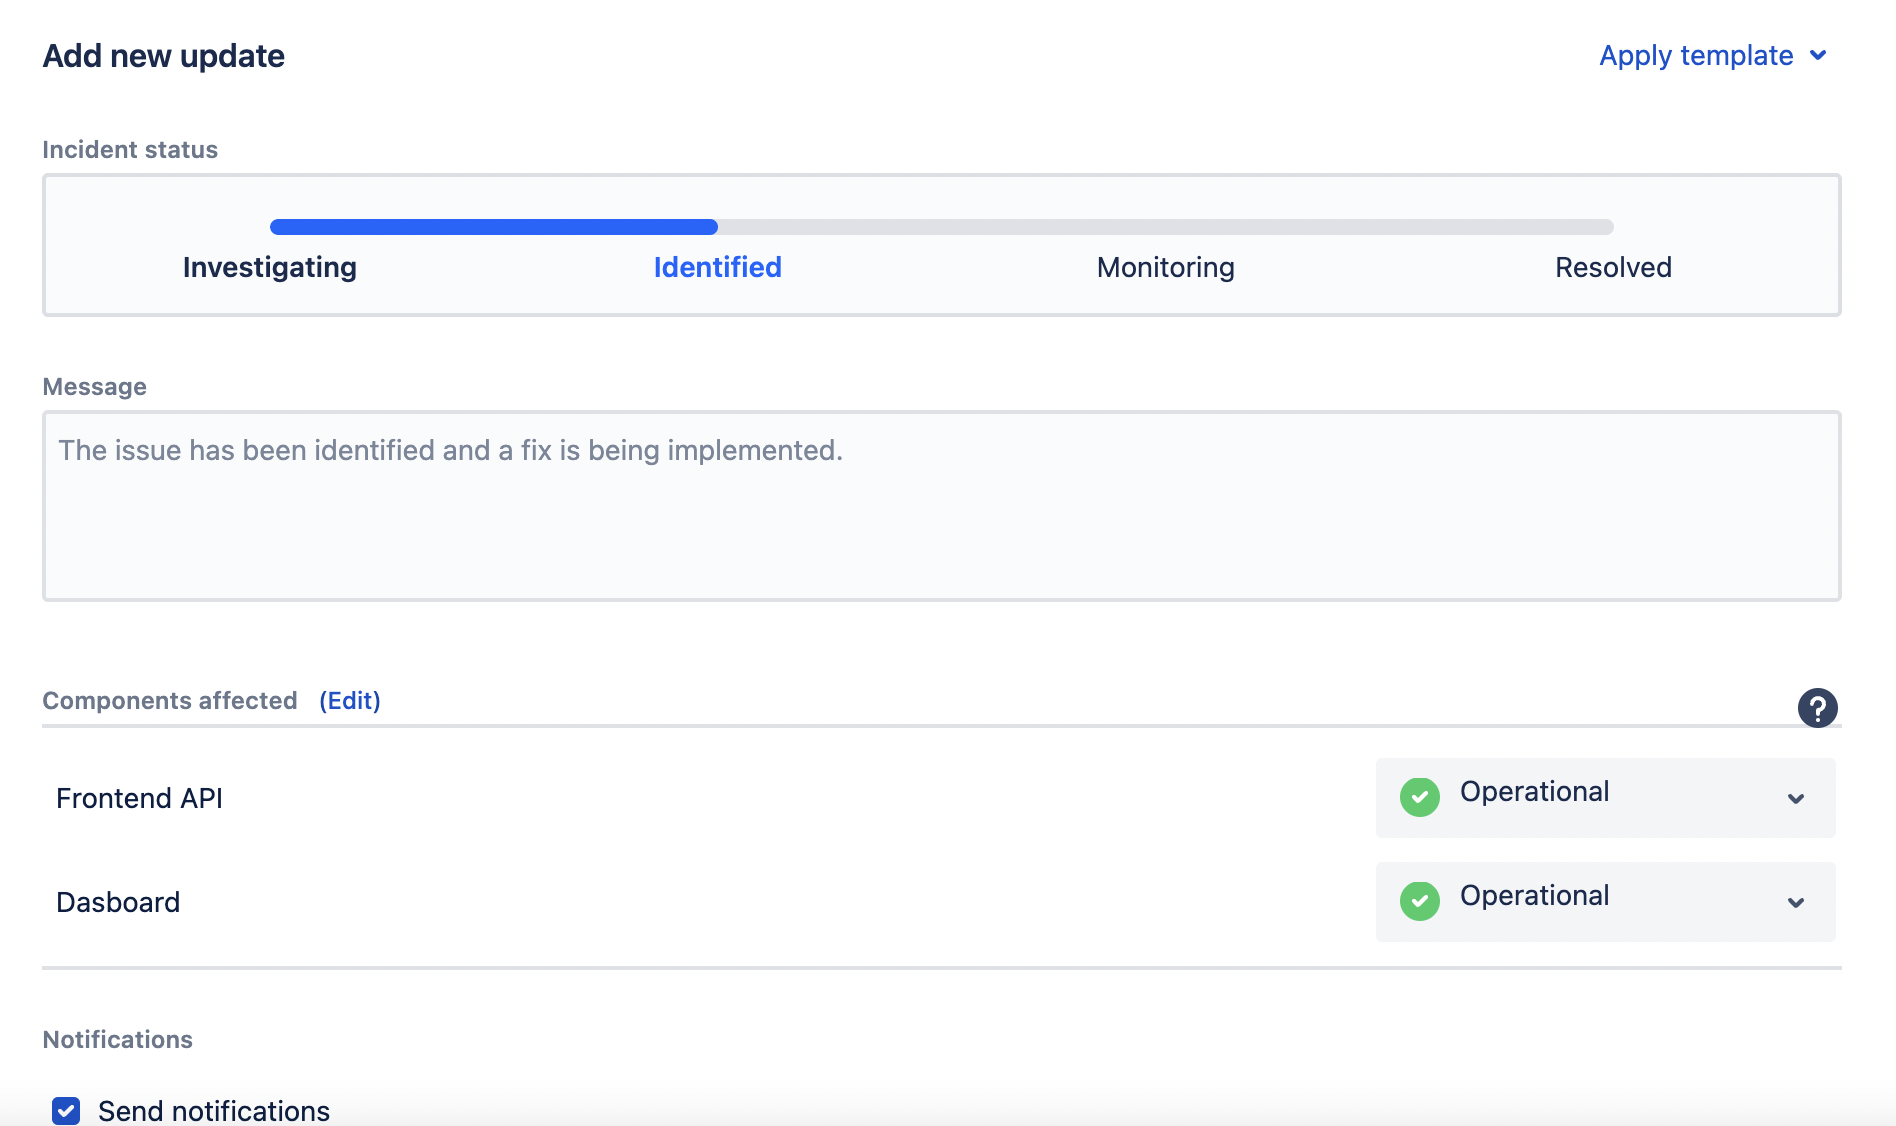 Add new update
Apply template
Incident status
Investigating
Identified
Monitoring
Resolved
Message
The issue has been identified and a fix is being implemented.
Components affected (Edit)
?
Frontend API
Operational
Dasboard
Operational
Notifications
Send notifications